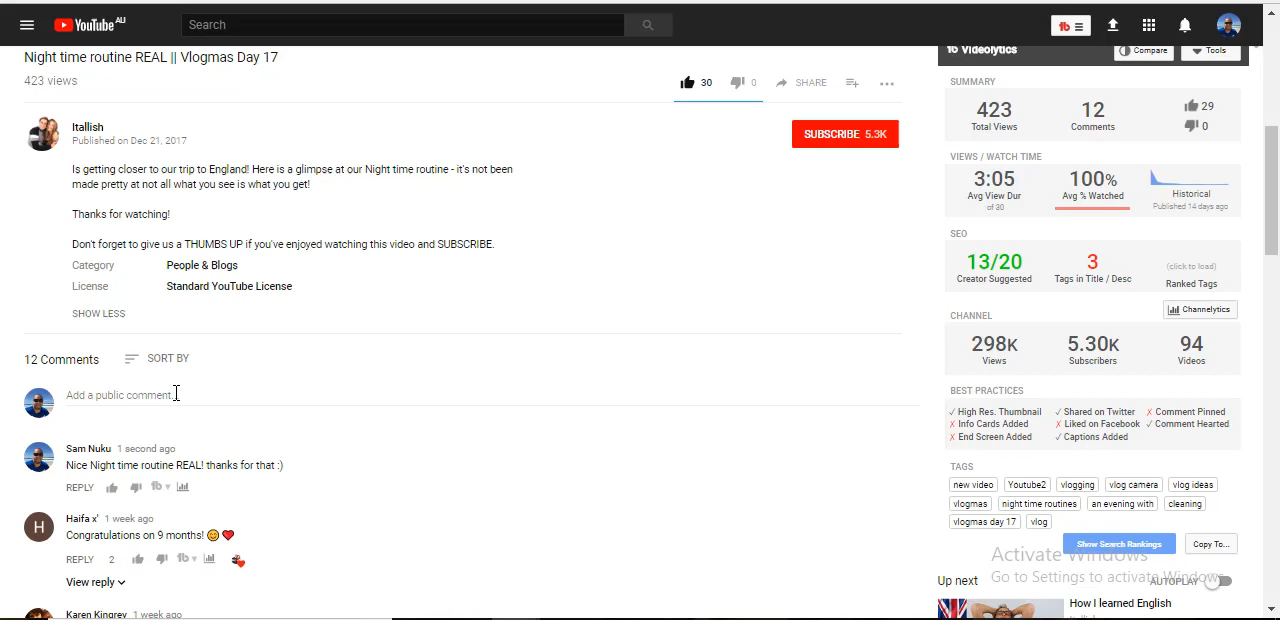 YouTube AU
Search
Night time routine REAL || Vlogmas Day 17
423 views
30
0
SHARE
Itallish
Published on Dec 21, 2017
SUBSCRIBE 5.3K
Is getting closer to our trip to England! Here is a glimpse at our Night time routine - it's not been
made pretty at not all what you see is what you get!
Thanks for watching!
Don't forget to give us a THUMBS UP if you've enjoyed watching this video and SUBSCRIBE.
Category People & Blogs
License Standard YouTube License
SHOW LESS
12 Comments SORT BY
Add a public comment...
Sam Nuku 1 second ago
Nice Night time routine REAL! thanks for that :)
REPLY
H
Haifa x' 1 week ago
Congratulations on 9 months!
REPLY 2
View reply
Karen Kingrey 1 week ago
Videolytics
Compare
Tools
SUMMARY
423 12 29
Total Views Comments 0
VIEWS / WATCH TIME
3:05 100%
Avg View Dur Avg % Watched Historical
of 30 Published 14 days ago
SEO
13/20 3 (click to load)
Creator Suggested Tags in Title / Desc Ranked Tags
CHANNEL Channelytics
298K 5.30K 94
Views Subscribers Videos
BEST PRACTICES
✓ High Res. Thumbnail ✓ Shared on Twitter X Comment Pinned
X Info Cards Added X Liked on Facebook ✓ Comment Hearted
X End Screen Added ✓ Captions Added
TAGS
new video Youtube2 vlogging vlog camera vlog ideas
vlogmas night time routines an evening with cleaning
vlogmas day 17 vlog
Show Search Rankings Copy To...
Activate Windows
Go to Settings to activate Windows.
Up next AUTOPLAY
How I learned English